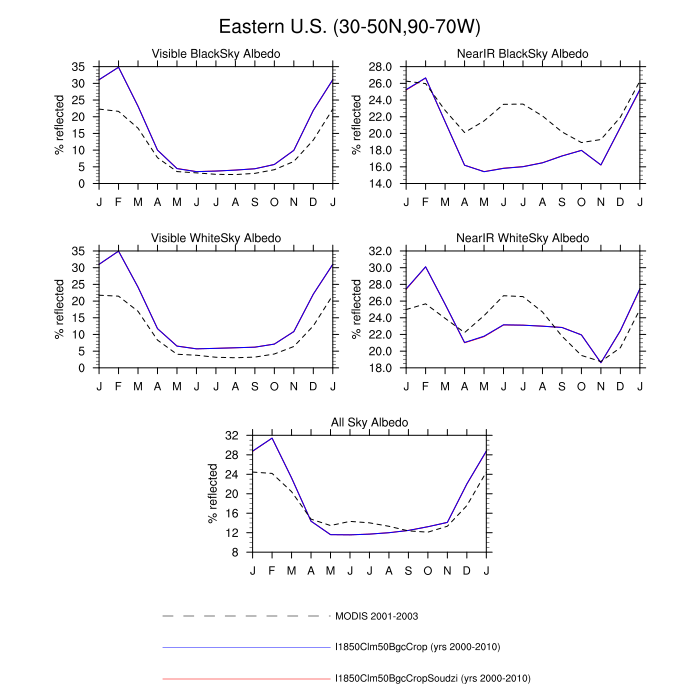 Eastern U.S. (30-50N,90-70W)
Visible BlackSky Albedo
% reflected
35
30
25
20
15
10
5
0
J F M A M J J A S O N D J
NearIR BlackSky Albedo
% reflected
28.0
26.0
24.0
22.0
20.0
18.0
16.0
14.0
J F M A M J J A S O N D J
Visible WhiteSky Albedo
% reflected
35
30
25
20
15
10
5
0
J F M A M J J A S O N D J
NearIR WhiteSky Albedo
% reflected
32.0
30.0
28.0
26.0
24.0
22.0
20.0
18.0
J F M A M J J A S O N D J
All Sky Albedo
% reflected
32
28
24
20
16
12
8
J F M A M J J A S O N D J
MODIS 2001-2003
I1850Clm50BgcCrop (yrs 2000-2010)
I1850Clm50BgcCropSoudzi (yrs 2000-2010)